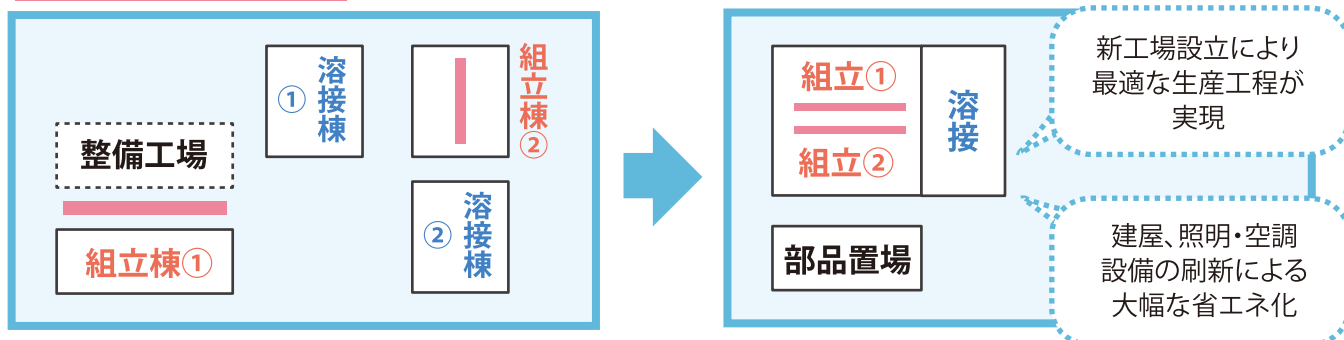 ① 溶接棟
組立棟②
整備工場
組立棟①
② 溶接棟
組立①
組立②
溶接
部品置場
新工場設立により
最適な生産工程が
実現
建屋、照明・空調
設備の刷新による
大幅な省エネ化